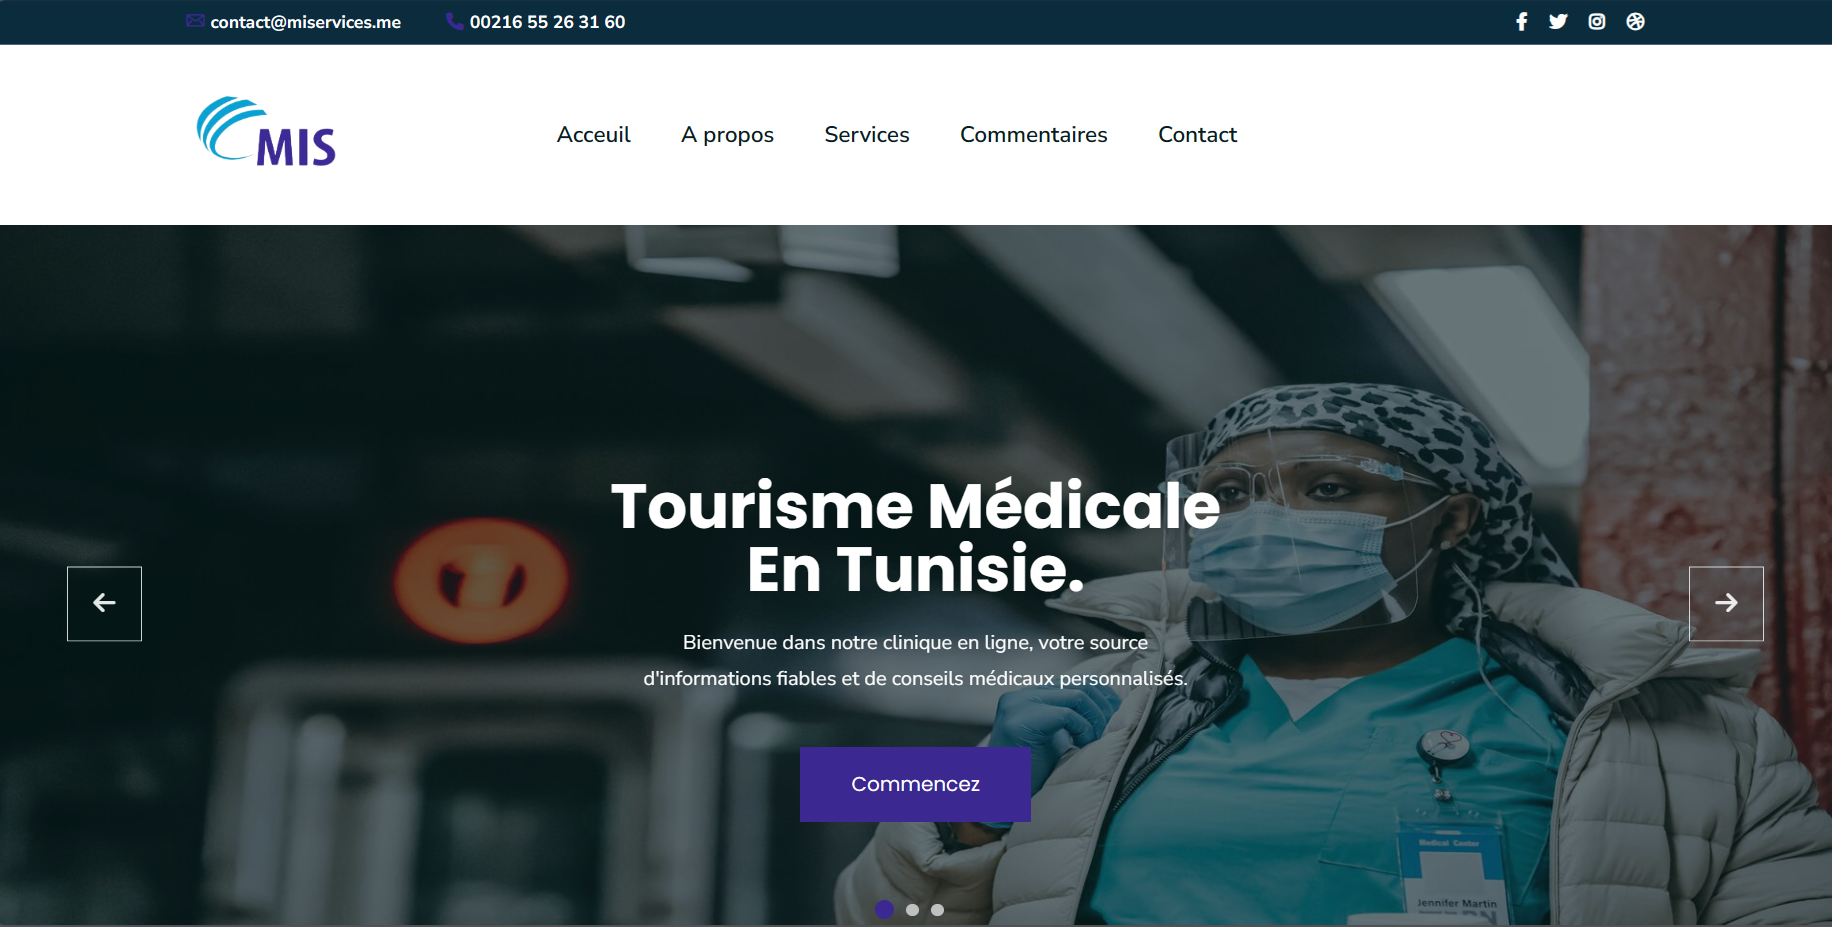 contact@miservices.me
00216 55 26 31 60
MIS
Acceuil
A propos
Services
Commentaires
Contact
Tourisme Médicale
En Tunisie.
Bienvenue dans notre clinique en ligne, votre source
d'informations fiables et de conseils médicaux personnalisés.
Commencez
Medical Center
Jennifer Martin